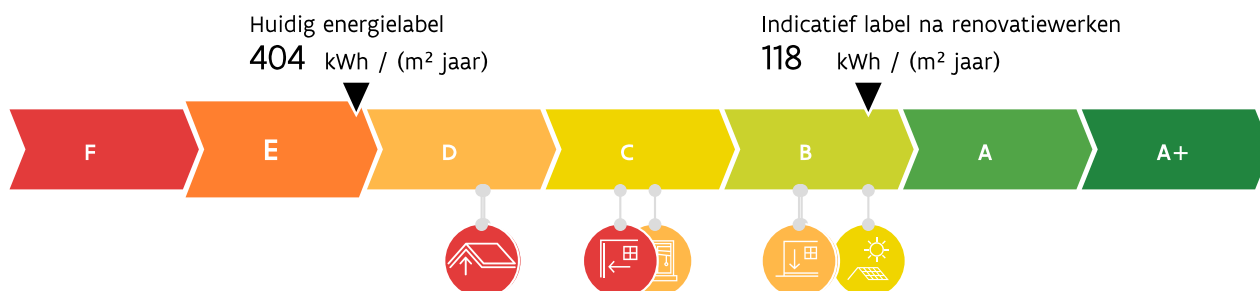 Huidig energielabel
404 kWh / (m² jaar)
Indicatief label na renovatiewerken
118 kWh / (m² jaar)
F E D C B A A+